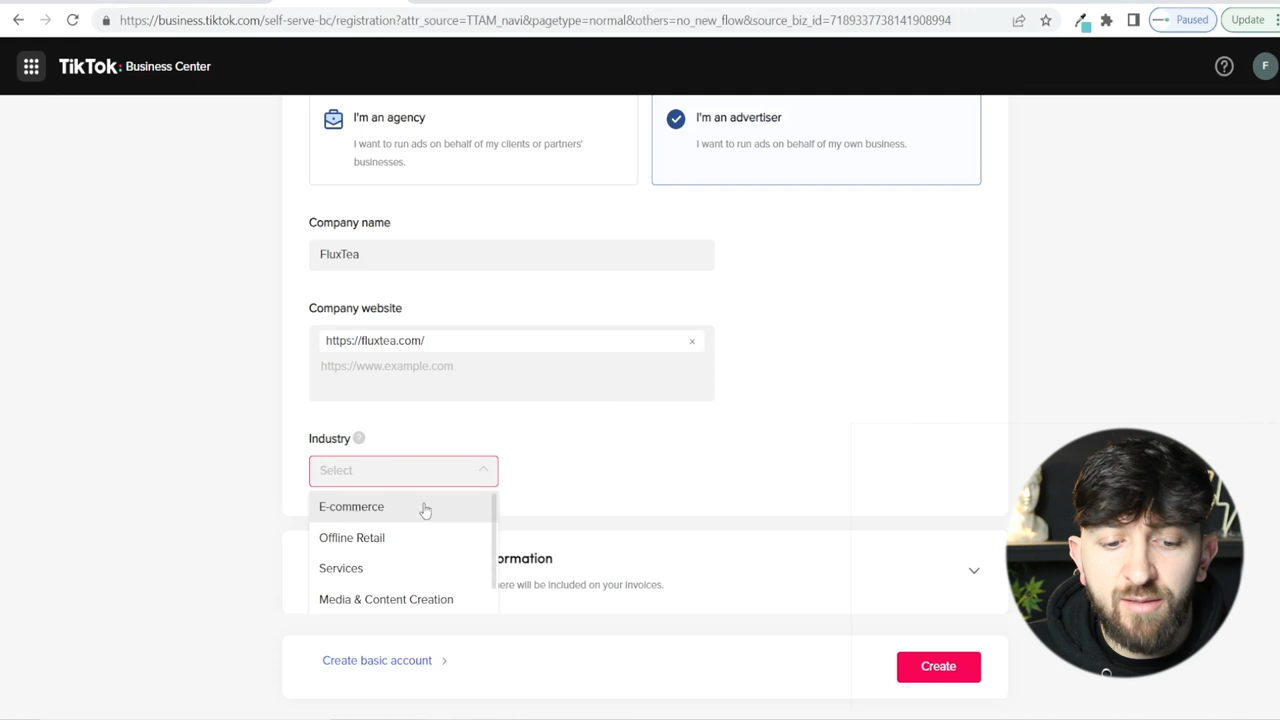 https://business.tiktok.com/self-serve-bc/registration?attr_source=TTAM_navi&pagetype=normal&others=no_new_flow&source_biz_id=7189337738141908994
Paused
Update
TikTok: Business Center
?
F
I'm an agency
I want to run ads on behalf of my clients or partners'
businesses.
I'm an advertiser
I want to run ads on behalf of my own business.
Company name
FluxTea
Company website
https://fluxtea.com/
https://www.example.com
Industry ?
Select
E-commerce
Offline Retail
Services
Media & Content Creation
will be included on your invoices.
Create basic account
Create